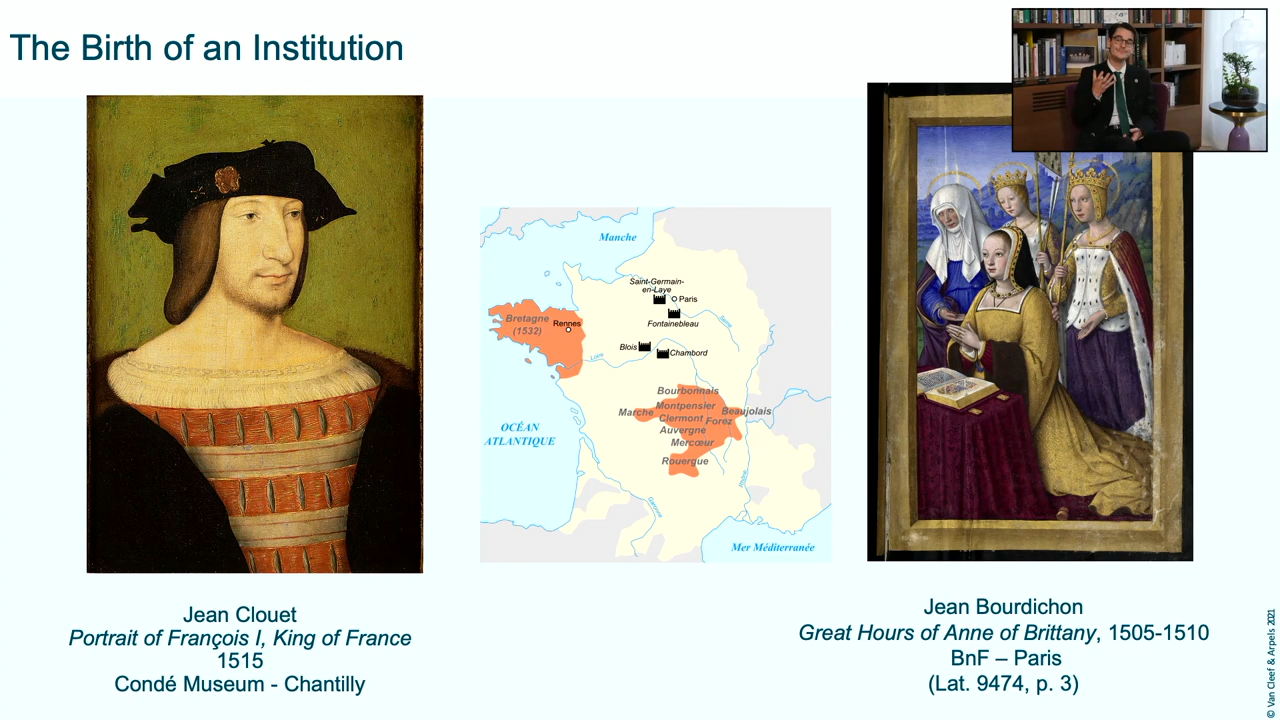 The Birth of an Institution
Manche
Saint-Germain-
en-Laye
Paris
Fontainebleau
Seine
Bretagne
(1532)
Rennes
Blois
Chambord
Loire
Bourbonnais
Montpensier
Marche
Beaujolais
Clermont
Forez
Auvergne
Mercœur
Rouergue
OCÉAN
ATLANTIQUE
Rhône
Garonne
Mer Méditerranée
Jean Clouet
Portrait of François I, King of France
1515
Condé Museum - Chantilly
Jean Bourdichon
Great Hours of Anne of Brittany, 1505-1510
BnF – Paris
(Lat. 9474, p. 3)
© Van Cleef & Arpels 2021